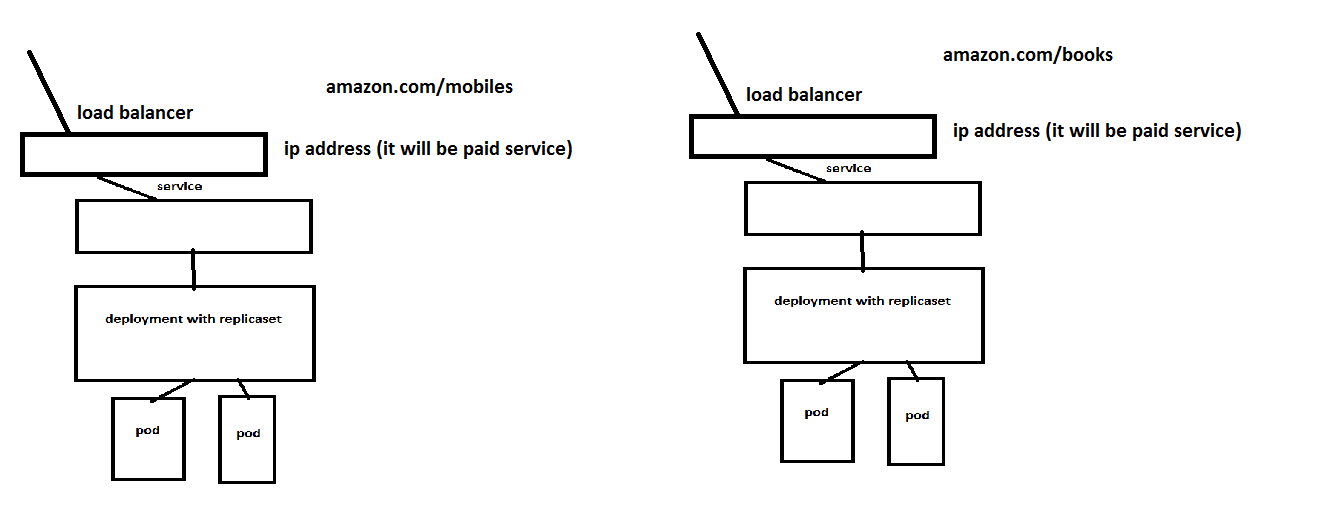 amazon.com/mobiles
load balancer
ip address (it will be paid service)
service
deployment with replicaset
pod
pod
amazon.com/books
load balancer
ip address (it will be paid service)
service
deployment with replicaset
pod
pod